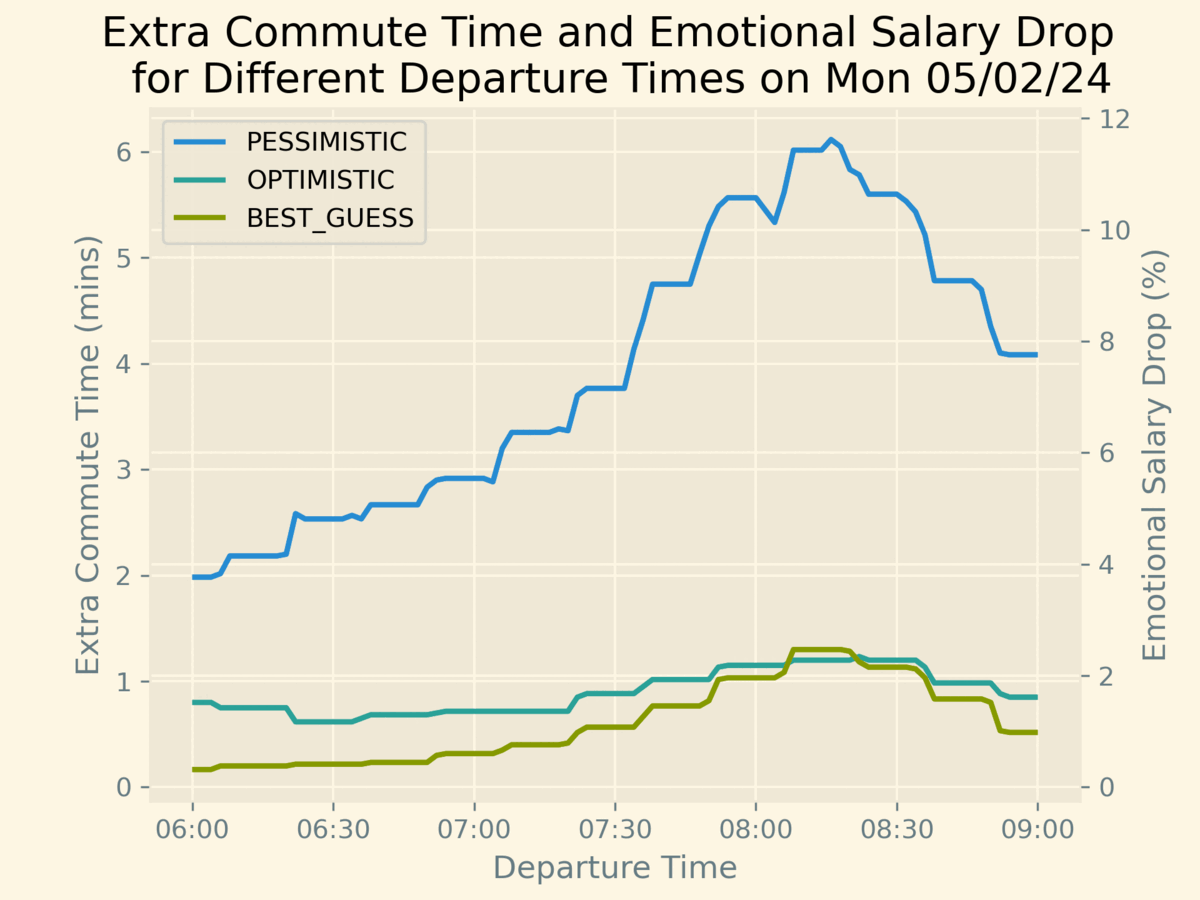 Extra Commute Time and Emotional Salary Drop
for Different Departure Times on Mon 05/02/24
PESSIMISTIC
OPTIMISTIC
BEST_GUESS
Extra Commute Time (mins)
6
5
4
3
2
1
0
12
10
8
6
4
2
0
Emotional Salary Drop (%)
06:00 06:30 07:00 07:30 08:00 08:30 09:00
Departure Time